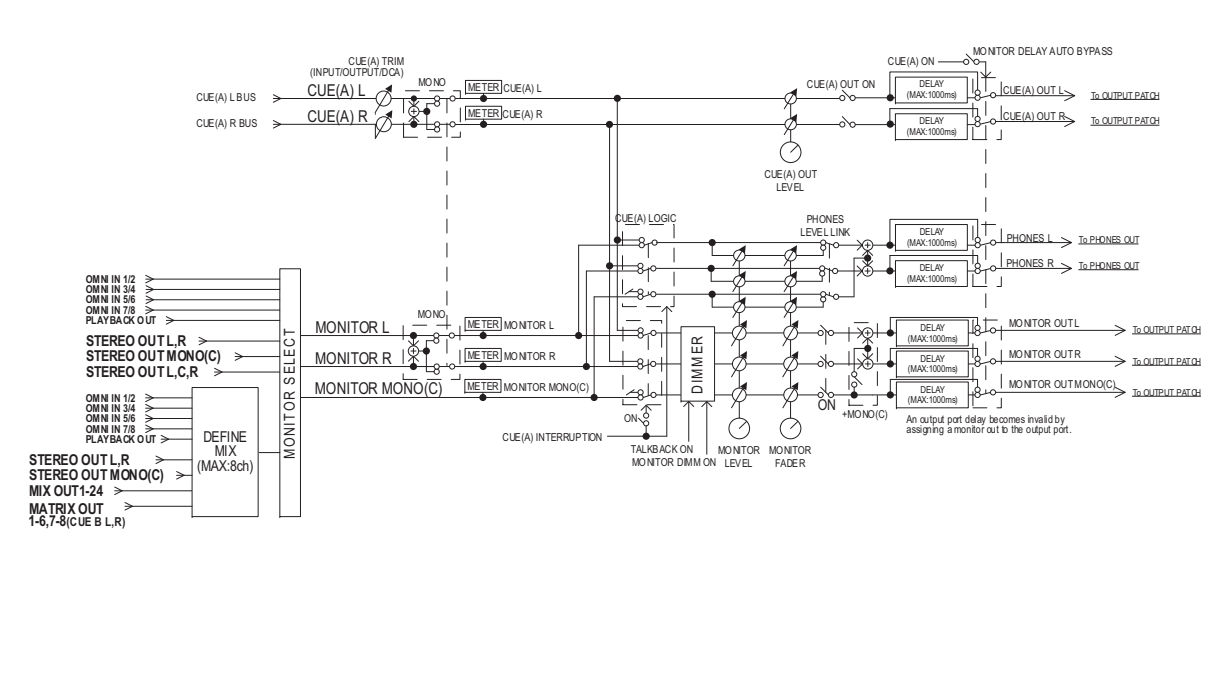 MONITOR DELAY AUTO BYPASS
CUE(A) ON
CUE(A) TRIM
(INPUT/OUTPUT/DCA)
MONO
CUE(A) OUT ON
DELAY
(MAX:1000ms)
CUE(A) L BUS
CUE(A) L
METER
CUE(A) L
CUE(A) OUT L
To OUTPUT PATCH
CUE(A) R BUS
CUE(A) R
METER
CUE(A) R
DELAY
(MAX:1000ms)
CUE(A) OUT R
To OUTPUT PATCH
CUE(A) OUT
LEVEL
CUE(A) LOGIC
PHONES
LEVEL LINK
DELAY
(MAX:1000ms)
PHONES L
To PHONES OUT
DELAY
(MAX:1000ms)
PHONES R
To PHONES OUT
OMNI IN 1/2
OMNI IN 3/4
OMNI IN 5/6
OMNI IN 7/8
PLAYBACK OUT
STEREO OUT L,R
STEREO OUT MONO(C)
STEREO OUT L,C,R
MONITOR SELECT
MONO
MONITOR L
METER
MONITOR L
MONITOR R
METER
MONITOR R
MONITOR MONO(C)
METER
MONITOR MONO(C)
DIMMER
DELAY
(MAX:1000ms)
MONITOR OUT L
To OUTPUT PATCH
DELAY
(MAX:1000ms)
MONITOR OUT R
To OUTPUT PATCH
DELAY
(MAX:1000ms)
MONITOR OUT MONO(C)
To OUTPUT PATCH
ON
+MONO(C)
An output port delay becomes invalid by
assigning a monitor out to the output port.
ON
CUE(A) INTERRUPTION
TALKBACK ON
MONITOR DIMM ON
MONITOR
LEVEL
MONITOR
FADER
OMNI IN 1/2
OMNI IN 3/4
OMNI IN 5/6
OMNI IN 7/8
PLAYBACK OUT
STEREO OUT L,R
STEREO OUT MONO(C)
MIX OUT1-24
MATRIX OUT
1-6,7-8(CUE B L,R)
DEFINE
MIX
(MAX:8ch)